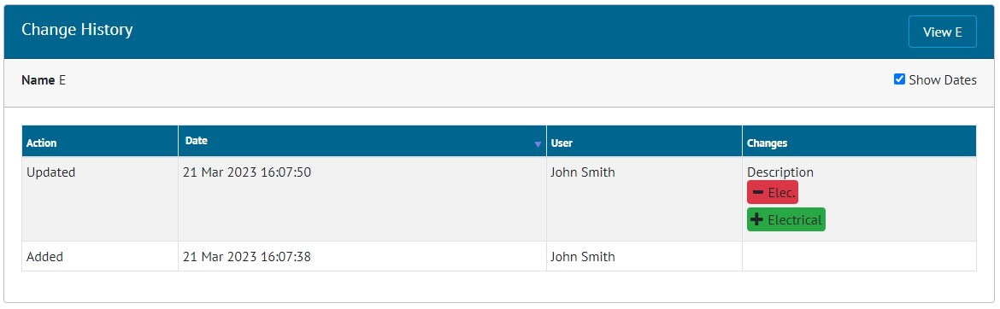 Change History
View E
Name E
Show Dates
Action Date User Changes
Updated 21 Mar 2023 16:07:50 John Smith Description
Elec.
Electrical
Added 21 Mar 2023 16:07:38 John Smith